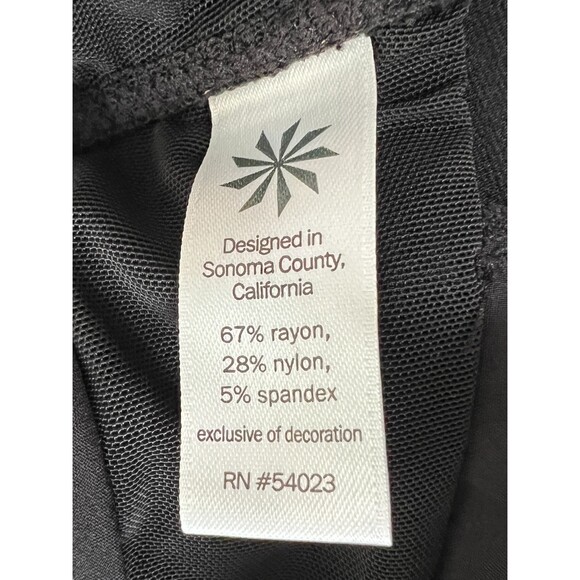 Designed in
Sonoma County,
California
67% rayon,
28% nylon,
5% spandex
exclusive of decoration
RN #54023